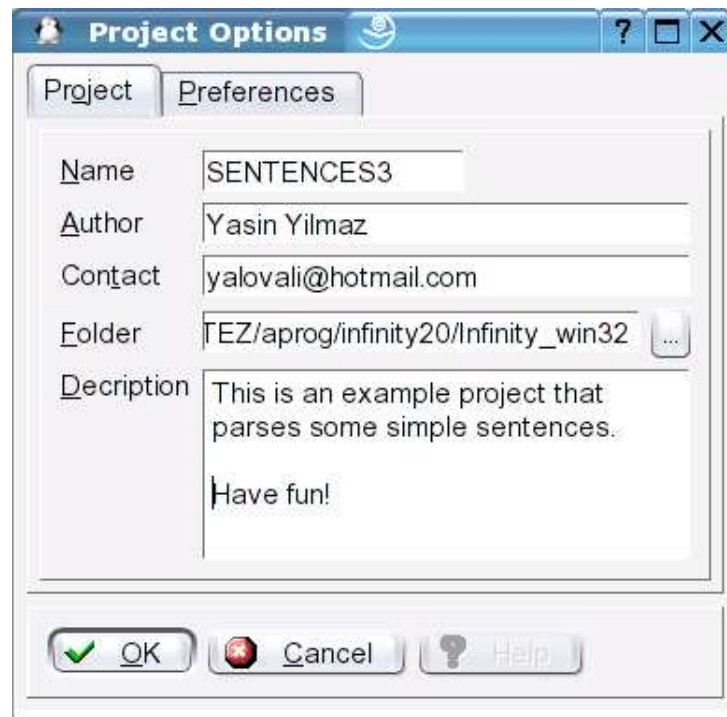 Project Options ?
Project Preferences
Name SENTENCES3
Author Yasin Yilmaz
Contact yalovali@hotmail.com
Folder TEZ/aprog/infinity20/Infinity_win32 ...
Decription This is an example project that
parses some simple sentences.
Have fun!
OK Cancel ? Help